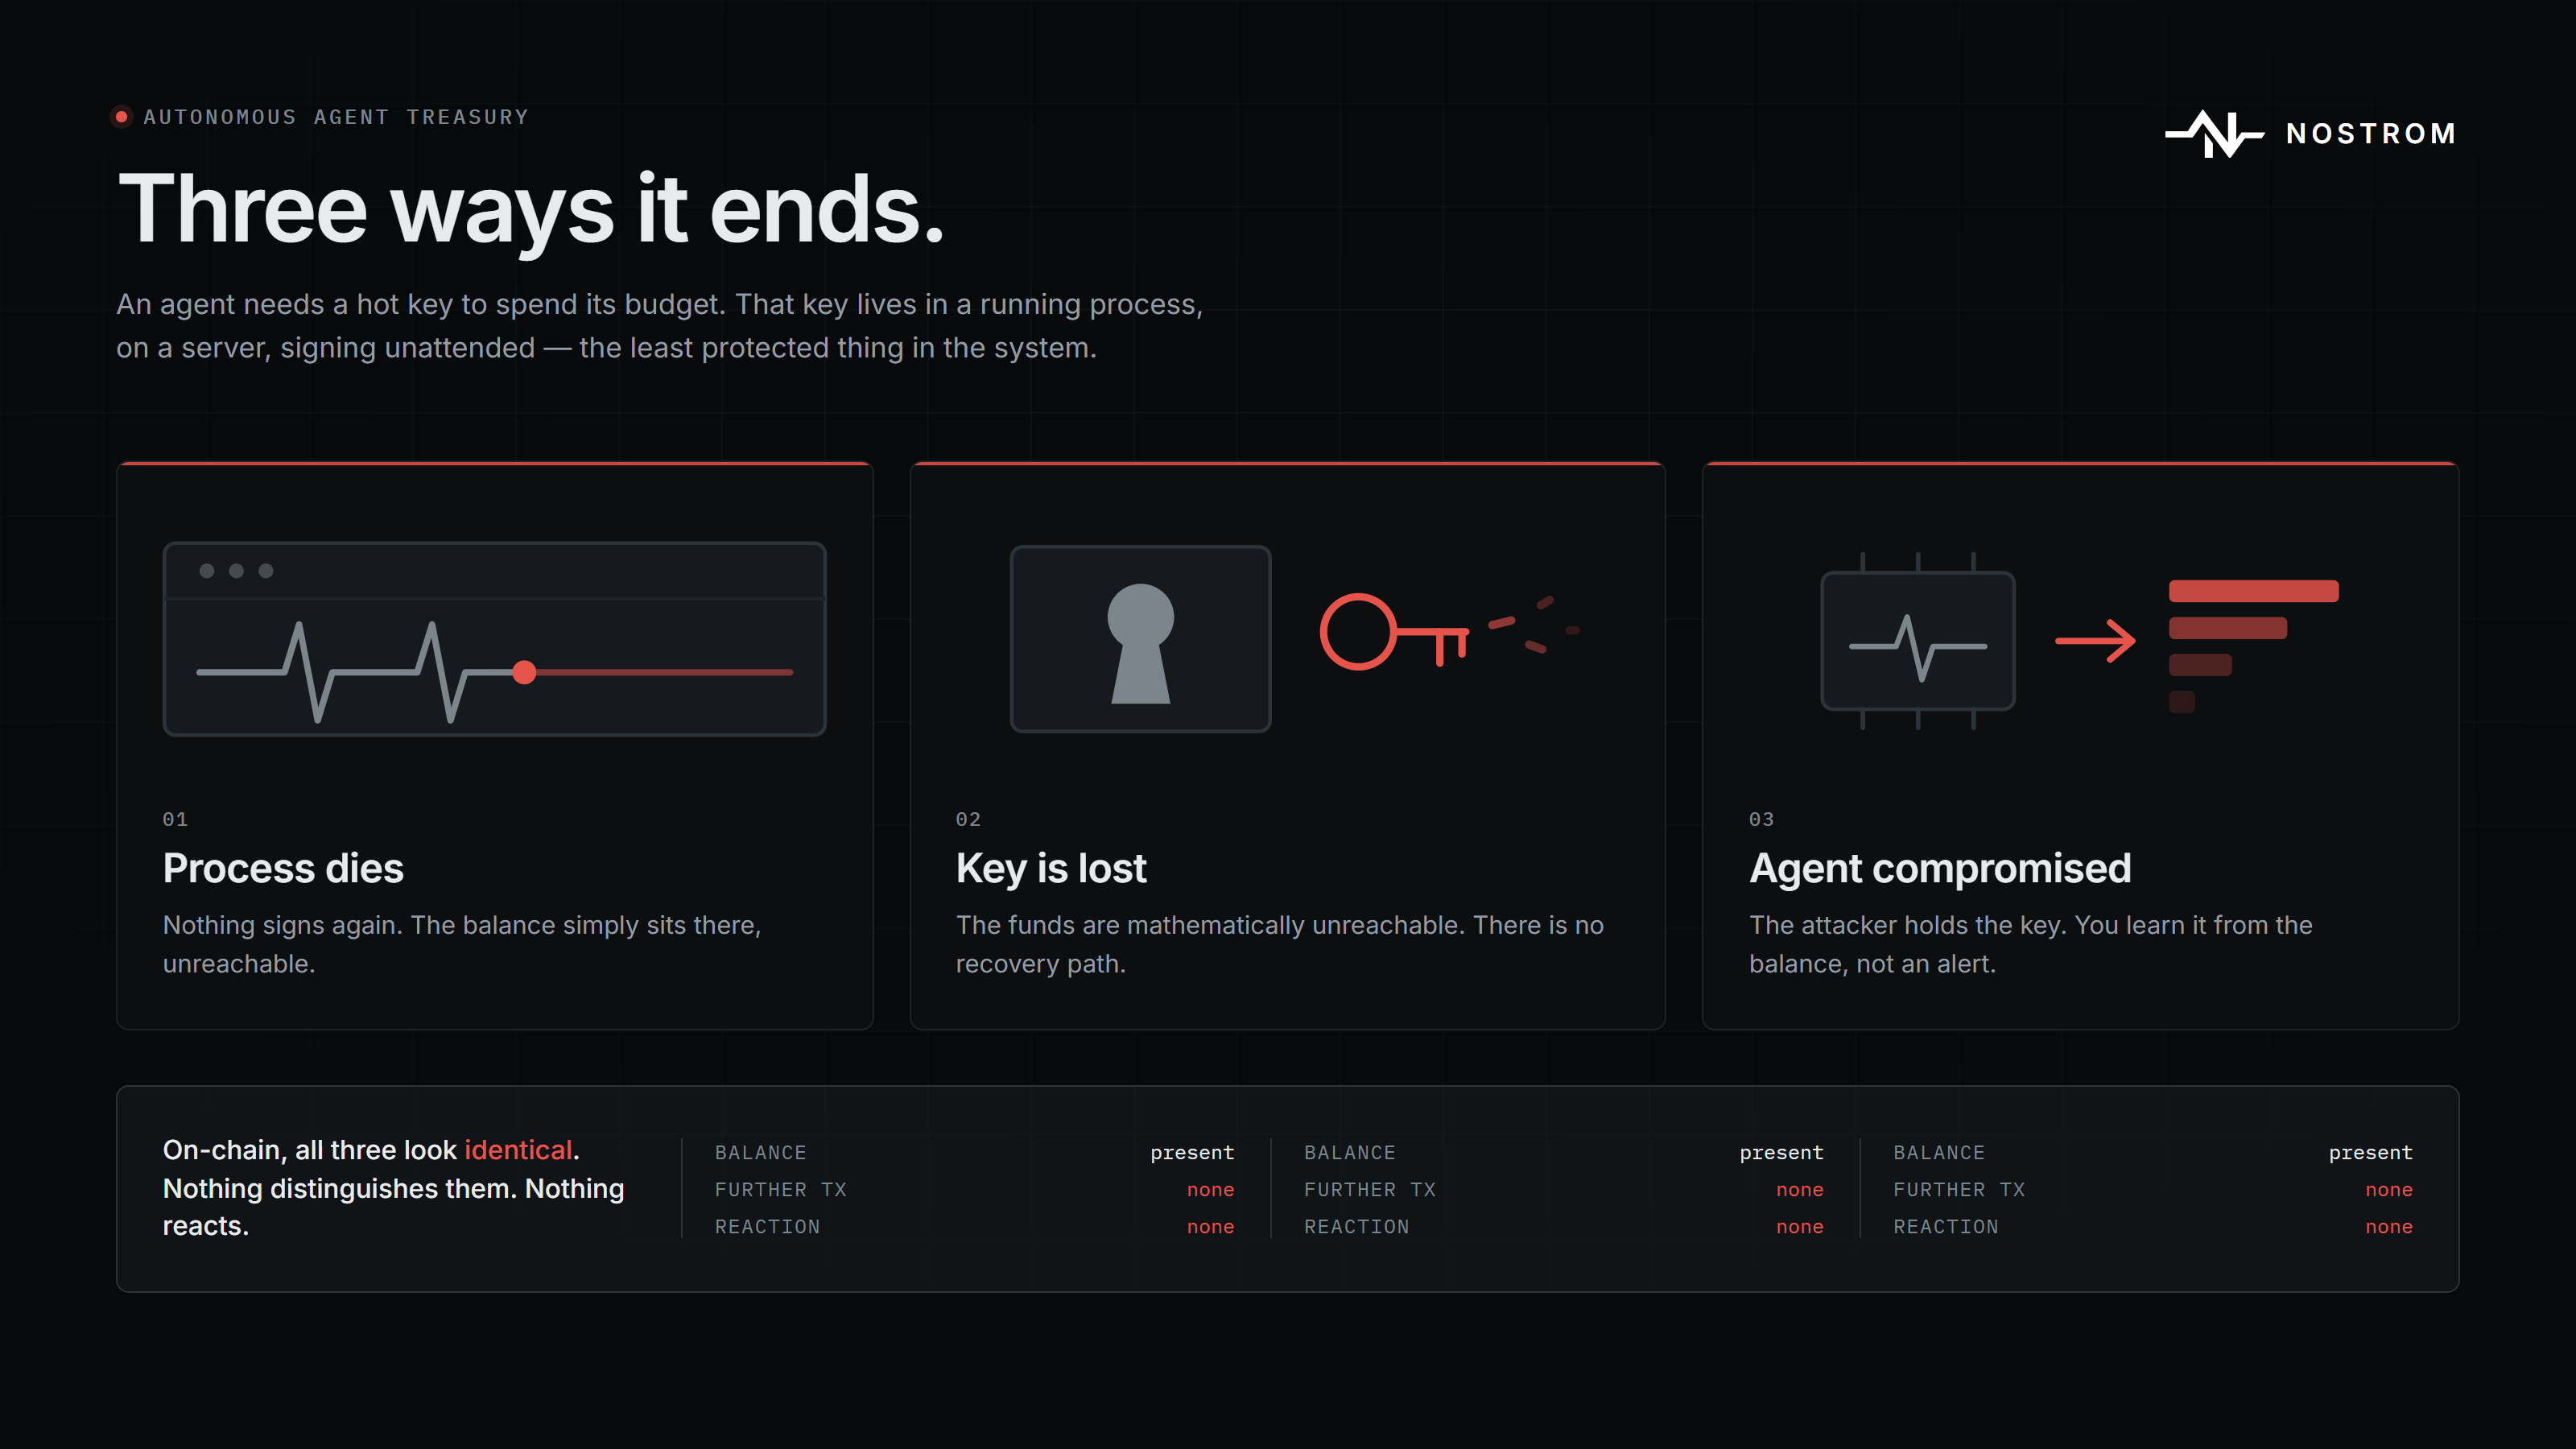 AUTONOMOUS AGENT TREASURY
NOSTROM
Three ways it ends.
An agent needs a hot key to spend its budget. That key lives in a running process,
on a server, signing unattended — the least protected thing in the system.
01
Process dies
Nothing signs again. The balance simply sits there,
unreachable.
02
Key is lost
The funds are mathematically unreachable. There is no
recovery path.
03
Agent compromised
The attacker holds the key. You learn it from the
balance, not an alert.
On-chain, all three look identical.
Nothing distinguishes them. Nothing
reacts.
BALANCE present
FURTHER TX none
REACTION none
BALANCE present
FURTHER TX none
REACTION none
BALANCE present
FURTHER TX none
REACTION none